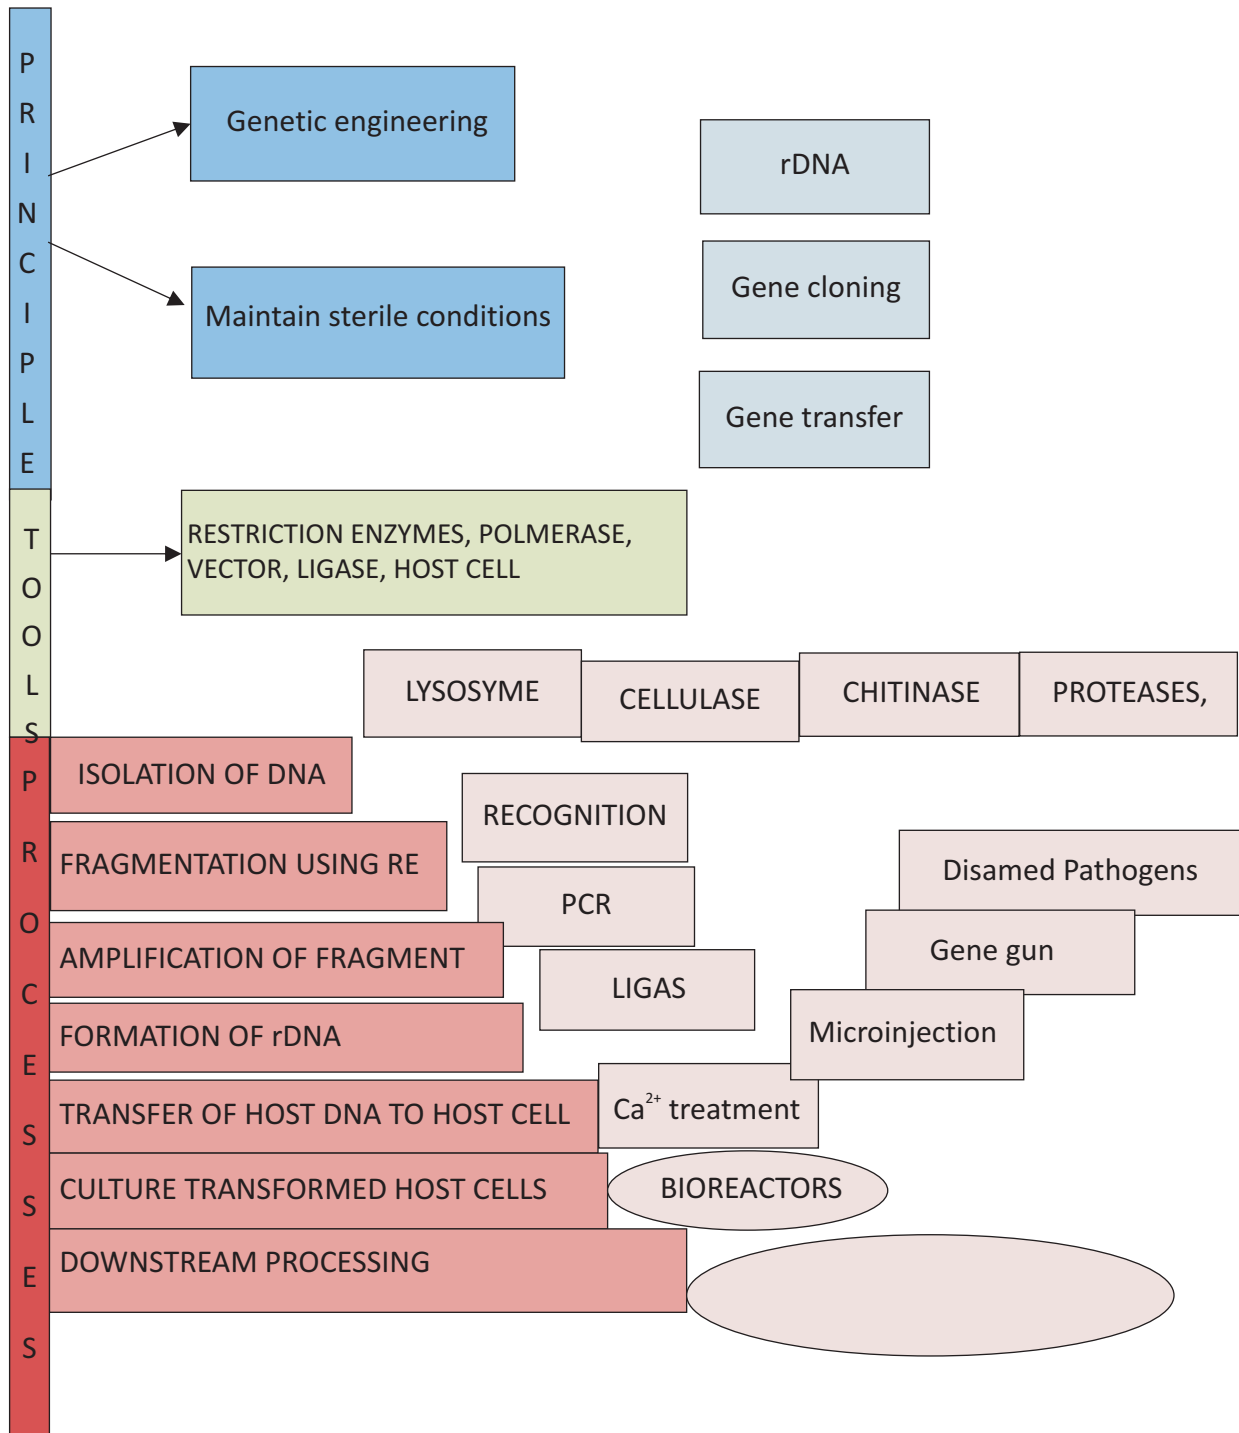 PRINCIPLE
Genetic engineering
rDNA
Gene cloning
Maintain sterile conditions
Gene transfer
TOOLS
RESTRICTION ENZYMES, POLMERASE,
VECTOR, LIGASE, HOST CELL
LYSOSYME
CELLULASE
CHITINASE
PROTEASES,
PROCESSES
ISOLATION OF DNA
RECOGNITION
FRAGMENTATION USING RE
Disamed Pathogens
PCR
AMPLIFICATION OF FRAGMENT
Gene gun
LIGAS
FORMATION OF rDNA
Microinjection
TRANSFER OF HOST DNA TO HOST CELL
Ca²⁺ treatment
CULTURE TRANSFORMED HOST CELLS
BIOREACTORS
DOWNSTREAM PROCESSING